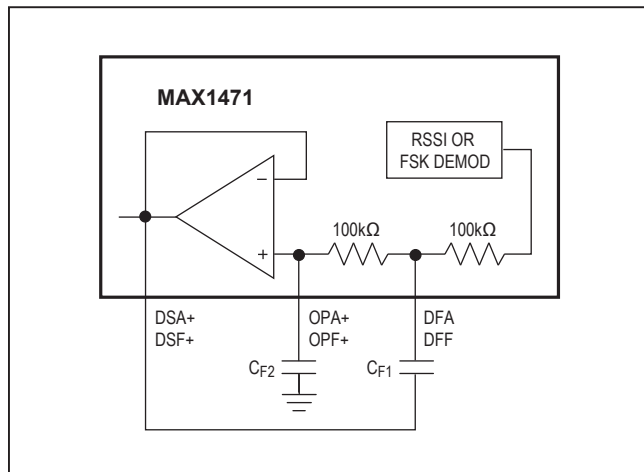 MAX1471
RSSI OR
FSK DEMOD
−
+
100kΩ
100kΩ
DSA+
DSF+
OPA+
OPF+
DFA
DFF
CF2
CF1